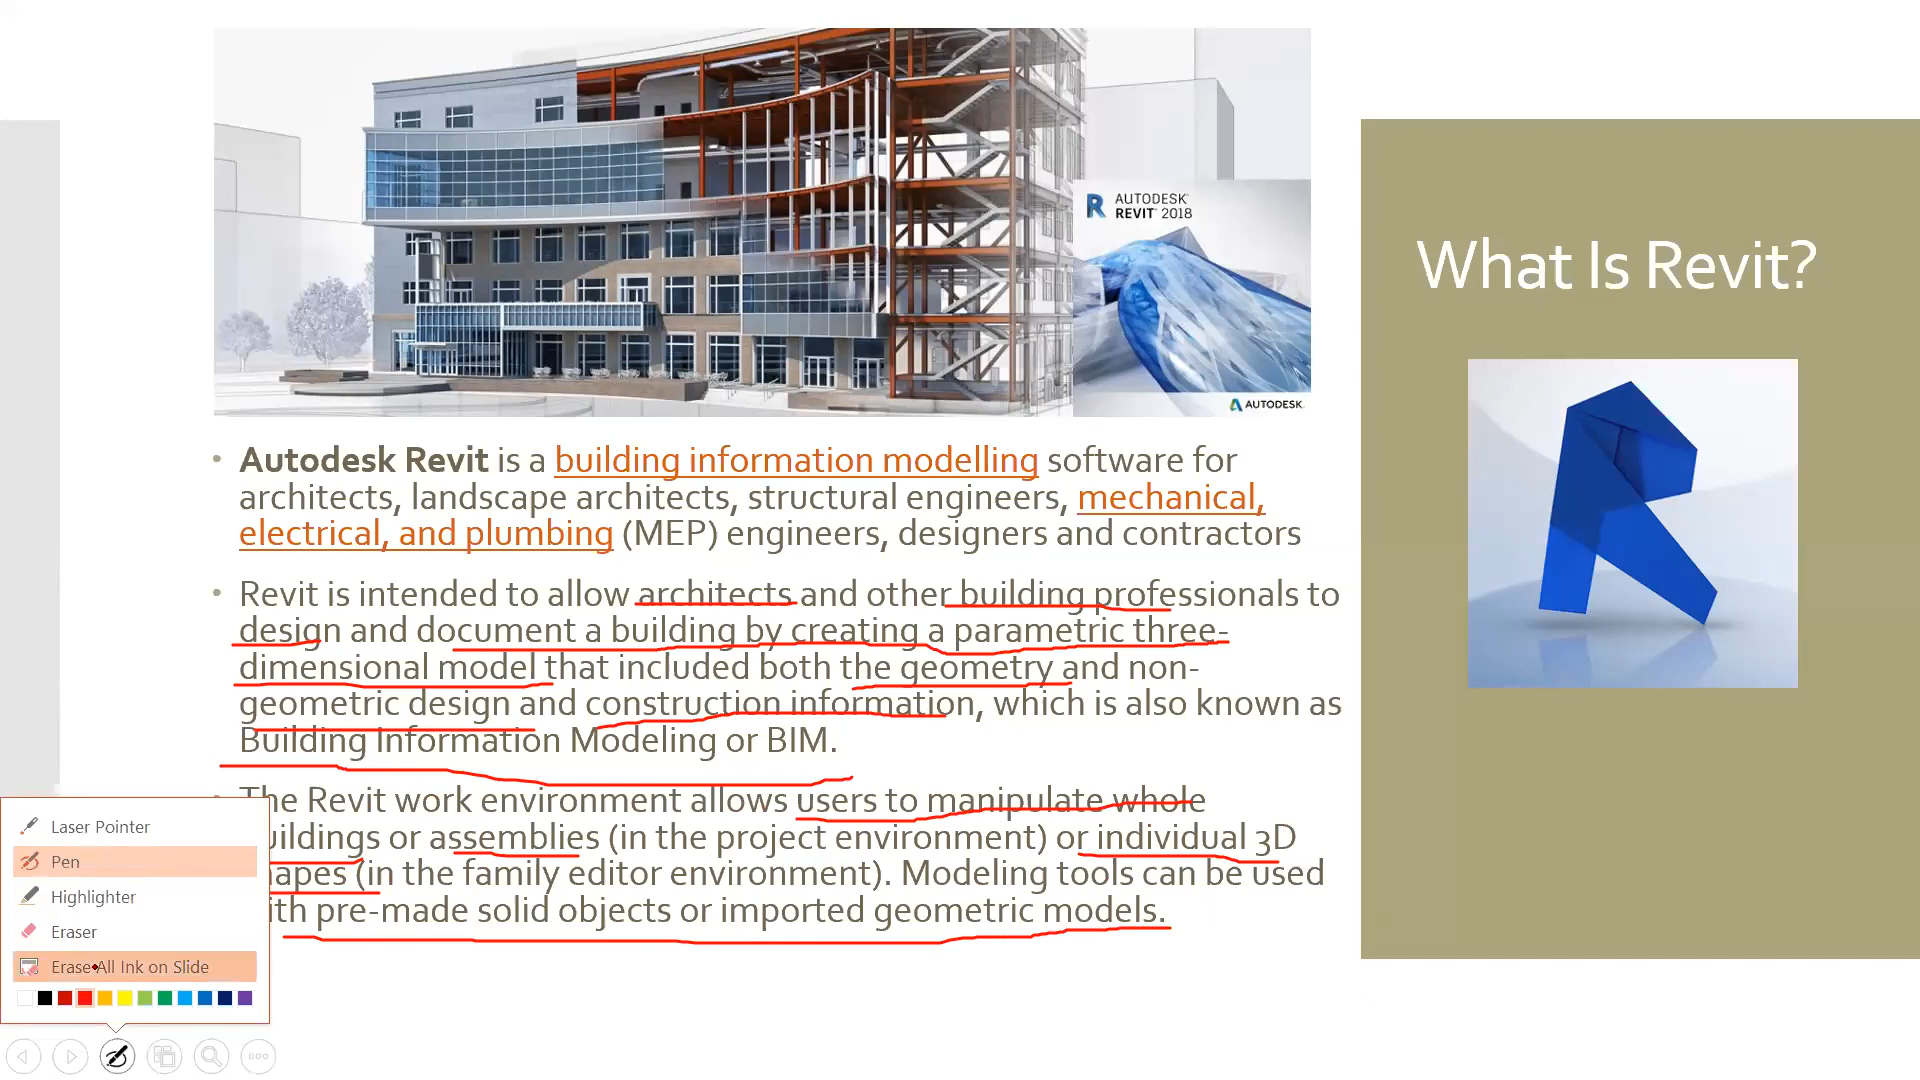 AUTODESK
REVIT 2018
AUTODESK
What Is Revit?
• Autodesk Revit is a building information modelling software for
architects, landscape architects, structural engineers, mechanical,
electrical, and plumbing (MEP) engineers, designers and contractors
• Revit is intended to allow architects and other building professionals to
design and document a building by creating a parametric three-
dimensional model that included both the geometry and non-
geometric design and construction information, which is also known as
Building Information Modeling or BIM.
The Revit work environment allows users to manipulate whole
uildings or assemblies (in the project environment) or individual 3D
hapes (in the family editor environment). Modeling tools can be used
ith pre-made solid objects or imported geometric models.
Laser Pointer
Pen
Highlighter
Eraser
Erase All Ink on Slide